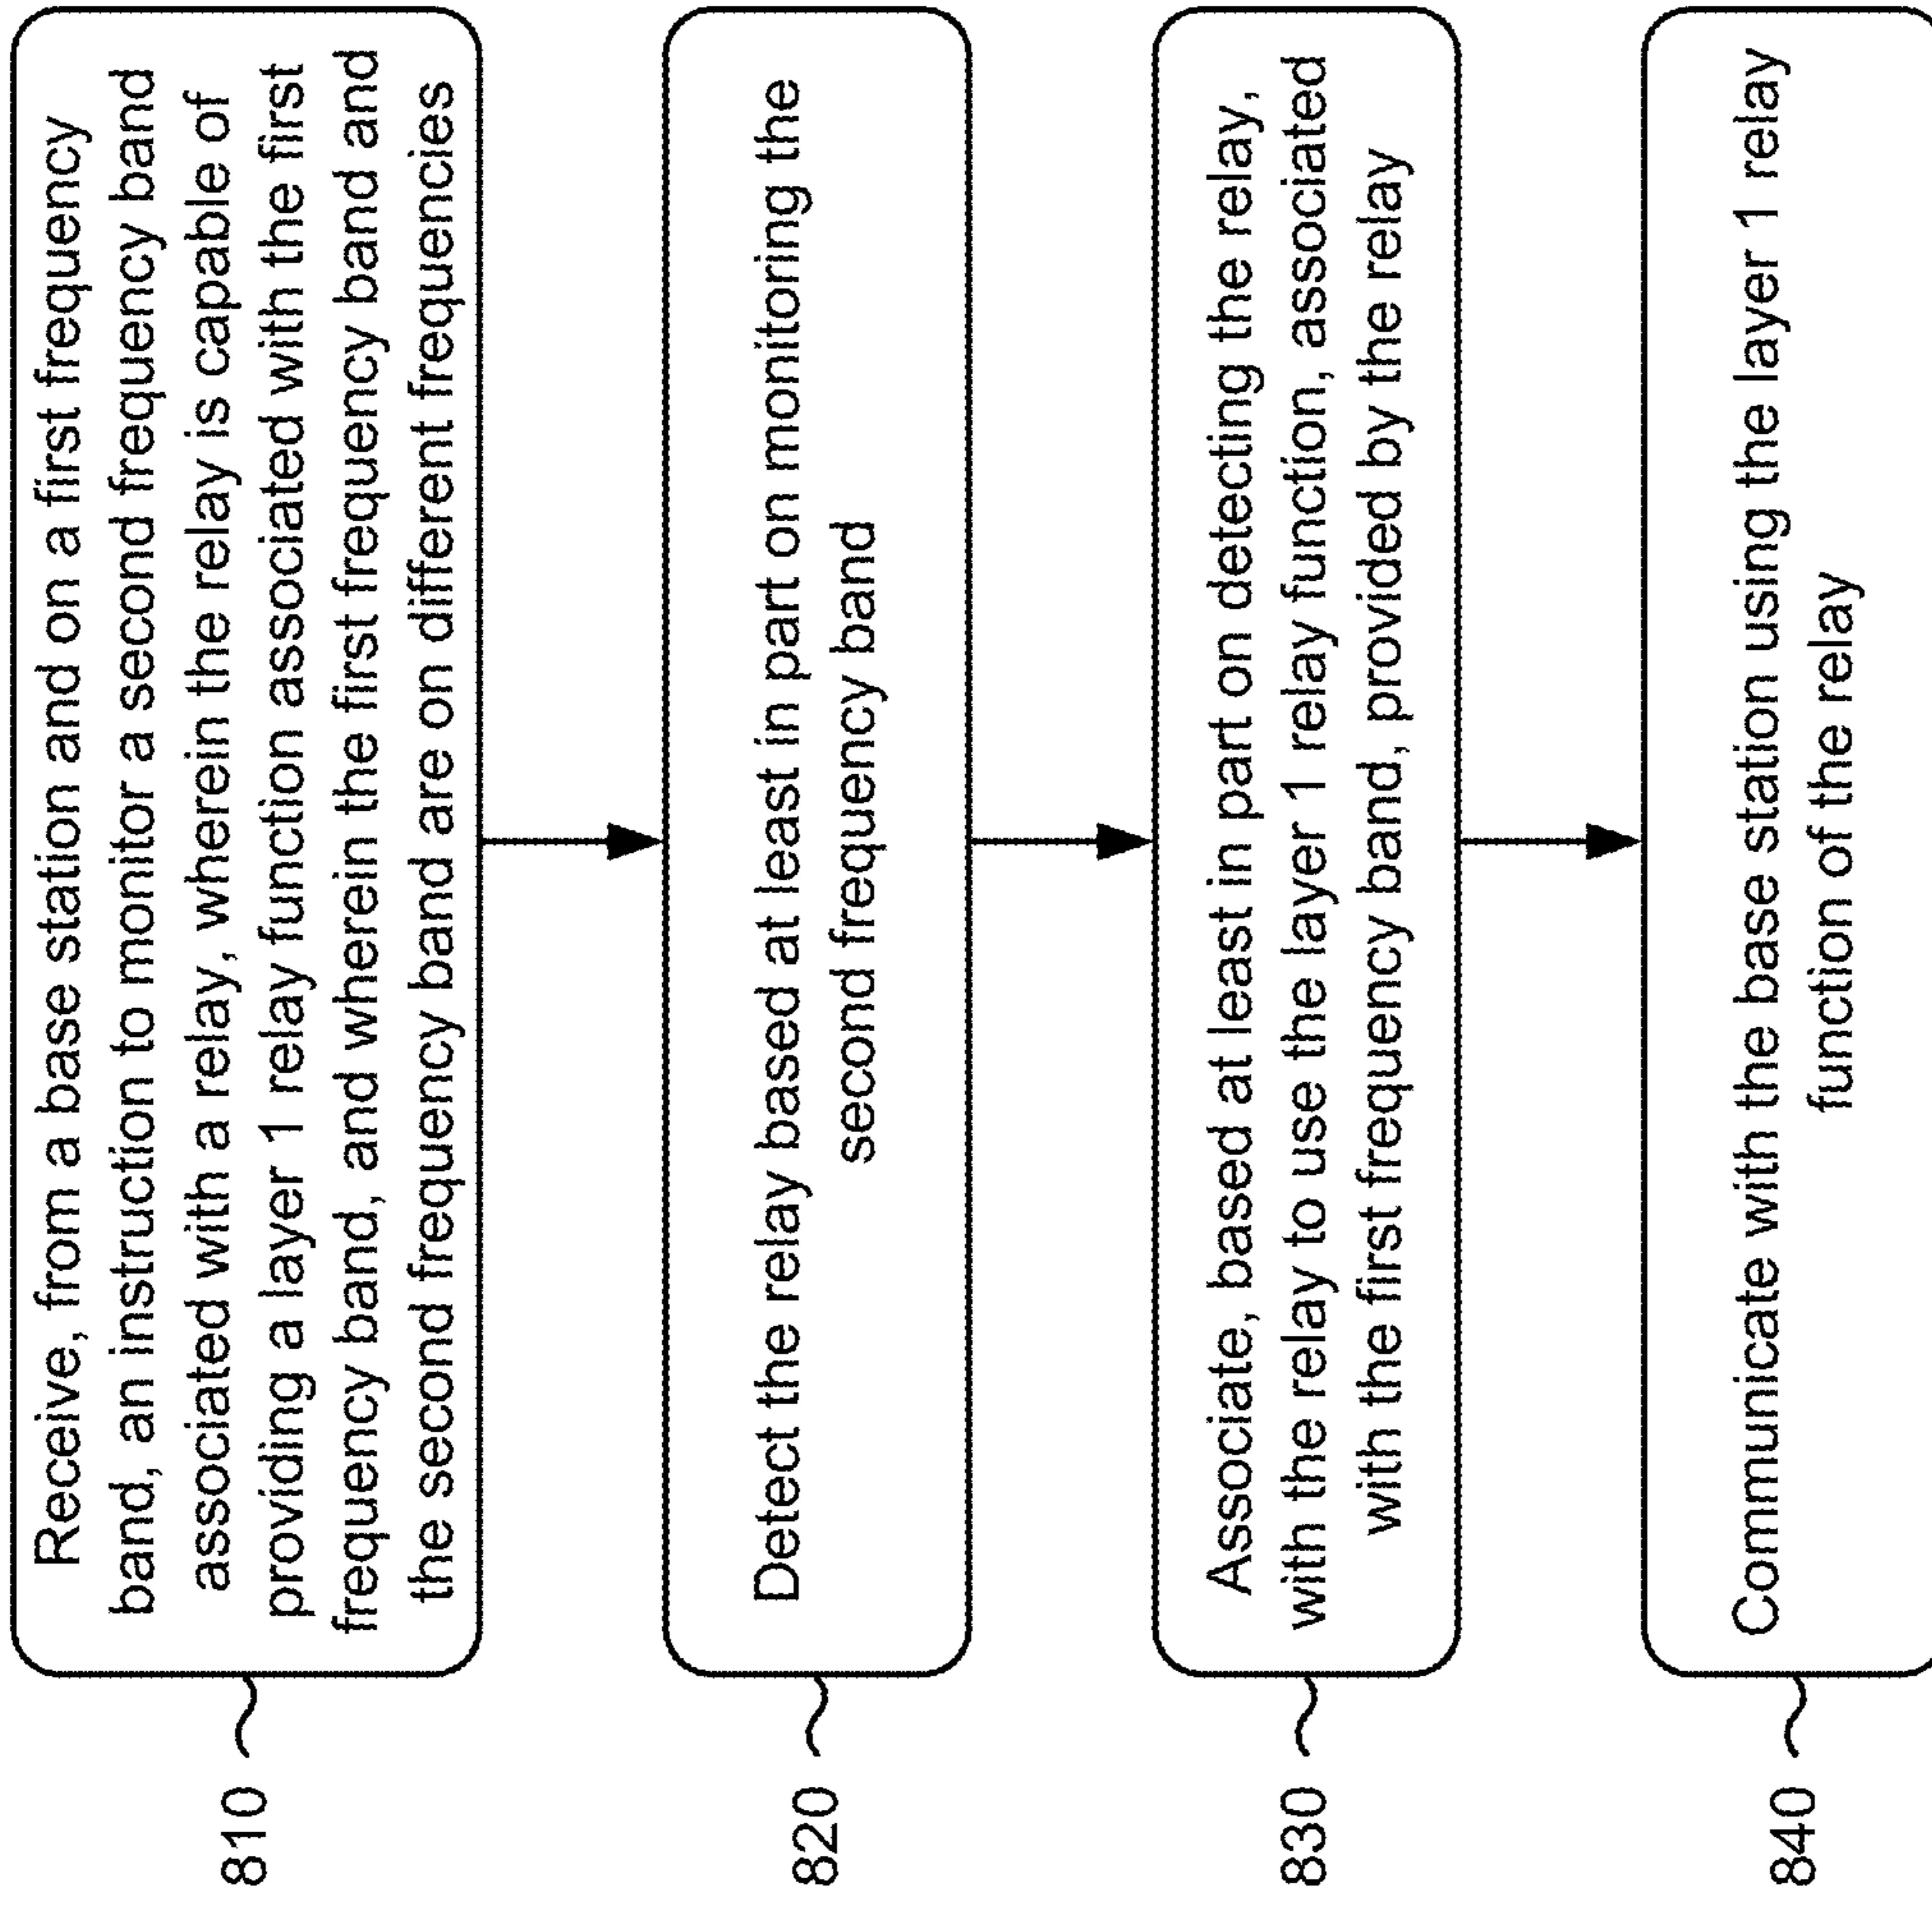 810
Receive, from a base station and on a first frequency
band, an instruction to monitor a second frequency band
associated with a relay, wherein the relay is capable of
providing a layer 1 relay function associated with the first
frequency band, and wherein the first frequency band and
the second frequency band are on different frequencies
820
Detect the relay based at least in part on monitoring the
second frequency band
830
Associate, based at least in part on detecting the relay,
with the relay to use the layer 1 relay function, associated
with the first frequency band, provided by the relay
840
Communicate with the base station using the layer 1 relay
function of the relay